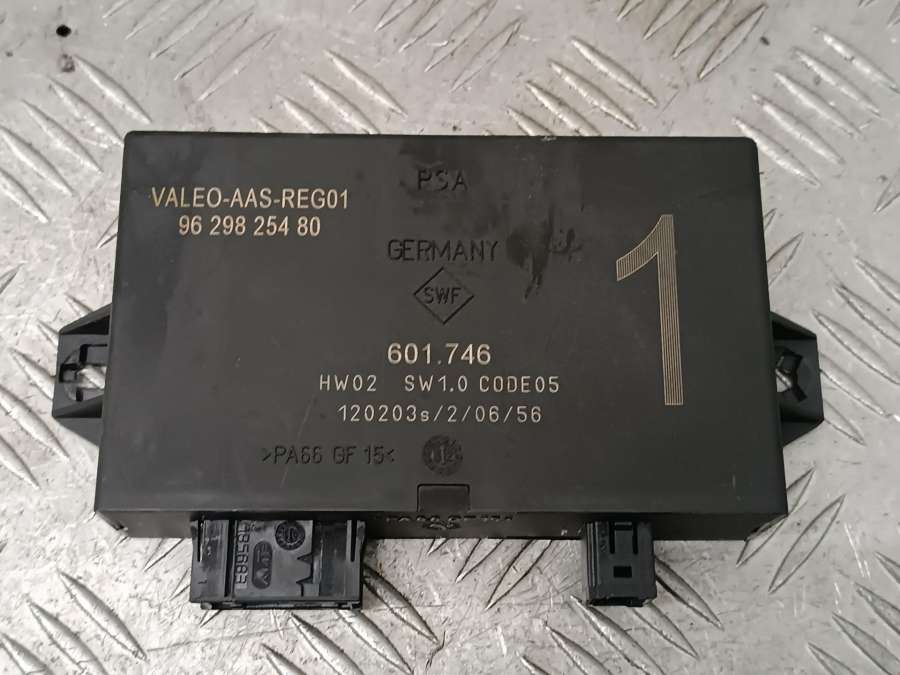 PSA
VALEO-AAS-REG01
96 298 254 80
GERMANY
SWF
1
601.746
HW02 SW1.0 CODE05
120203s/2/06/56
>PA66 GF 15<